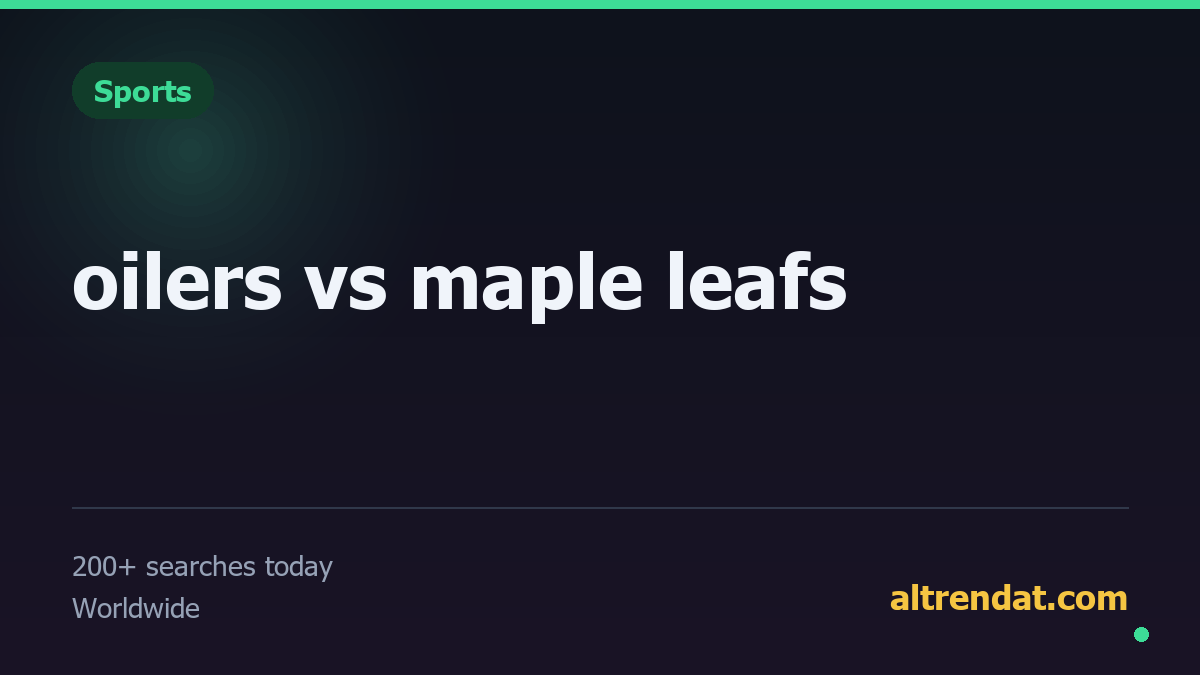 Sports
oilers vs maple leafs
200+ searches today
Worldwide
altrendat.com